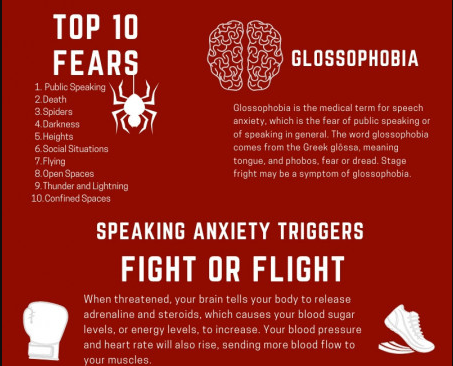 TOP 10
FEARS
1. Public Speaking
2.Death
3.Spiders
4.Darkness
5.Heights
6.Social Situations
7.Flying
8.Open Spaces
9.Thunder and Lightning
10.Confined Spaces
GLOSSOPHOBIA
Glossophobia is the medical term for speech
anxiety, which is the fear of public speaking or
of speaking in general. The word glossophobia
comes from the Greek glōssa, meaning
tongue, and phobos, fear or dread. Stage
fright may be a symptom of glossophobia.
SPEAKING ANXIETY TRIGGERS
FIGHT OR FLIGHT
When threatened, your brain tells your body to release
adrenaline and steroids, which causes your blood sugar
levels, or energy levels, to increase. Your blood pressure
and heart rate will also rise, sending more blood flow to
your muscles.